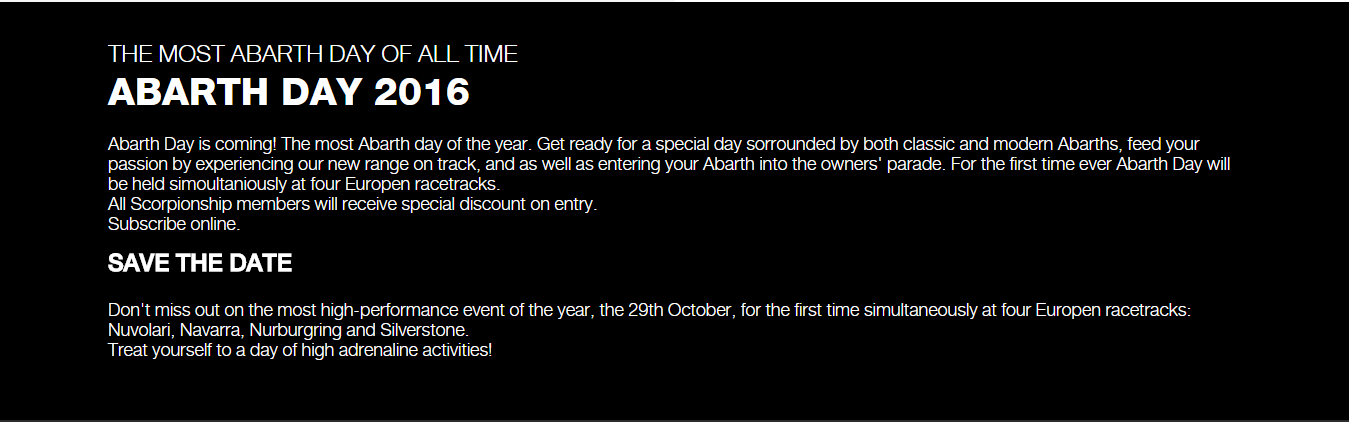 THE MOST ABARTH DAY OF ALL TIME
ABARTH DAY 2016
Abarth Day is coming! The most Abarth day of the year. Get ready for a special day sorrounded by both classic and modern Abarths, feed your
passion by experiencing our new range on track, and as well as entering your Abarth into the owners' parade. For the first time ever Abarth Day will
be held simoultaniously at four Europen racetracks.
All Scorpionship members will receive special discount on entry.
Subscribe online.
SAVE THE DATE
Don't miss out on the most high-performance event of the year, the 29th October, for the first time simultaneously at four Europen racetracks:
Nuvolari, Navarra, Nurburgring and Silverstone.
Treat yourself to a day of high adrenaline activities!